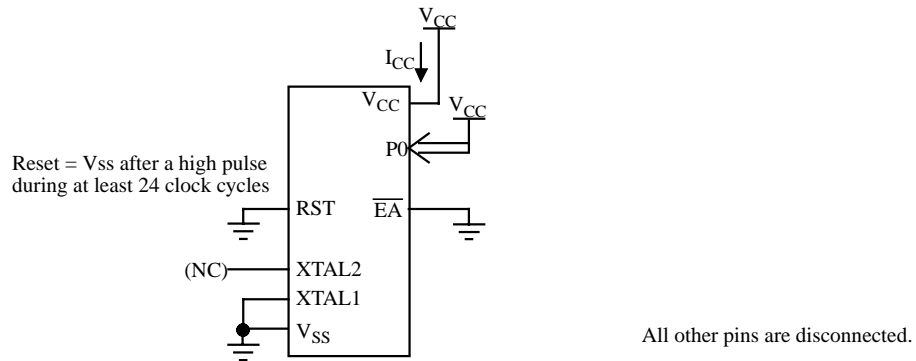 VCC
ICC
VCC
VCC
P0
Reset = Vss after a high pulse
during at least 24 clock cycles
RST
EA
(NC)
XTAL2
XTAL1
VSS
All other pins are disconnected.